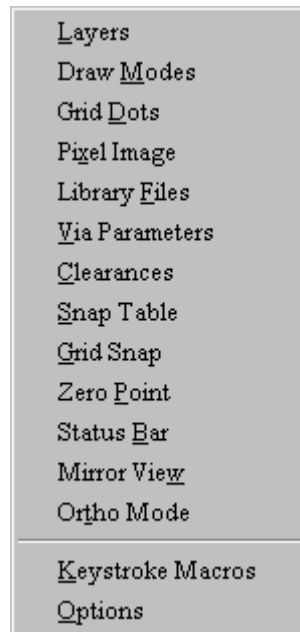 Layers
Draw Modes
Grid Dots
Pixel Image
Library Files
Via Parameters
Clearances
Snap Table
Grid Snap
Zero Point
Status Bar
Mirror View
Ortho Mode
Keystroke Macros
Options